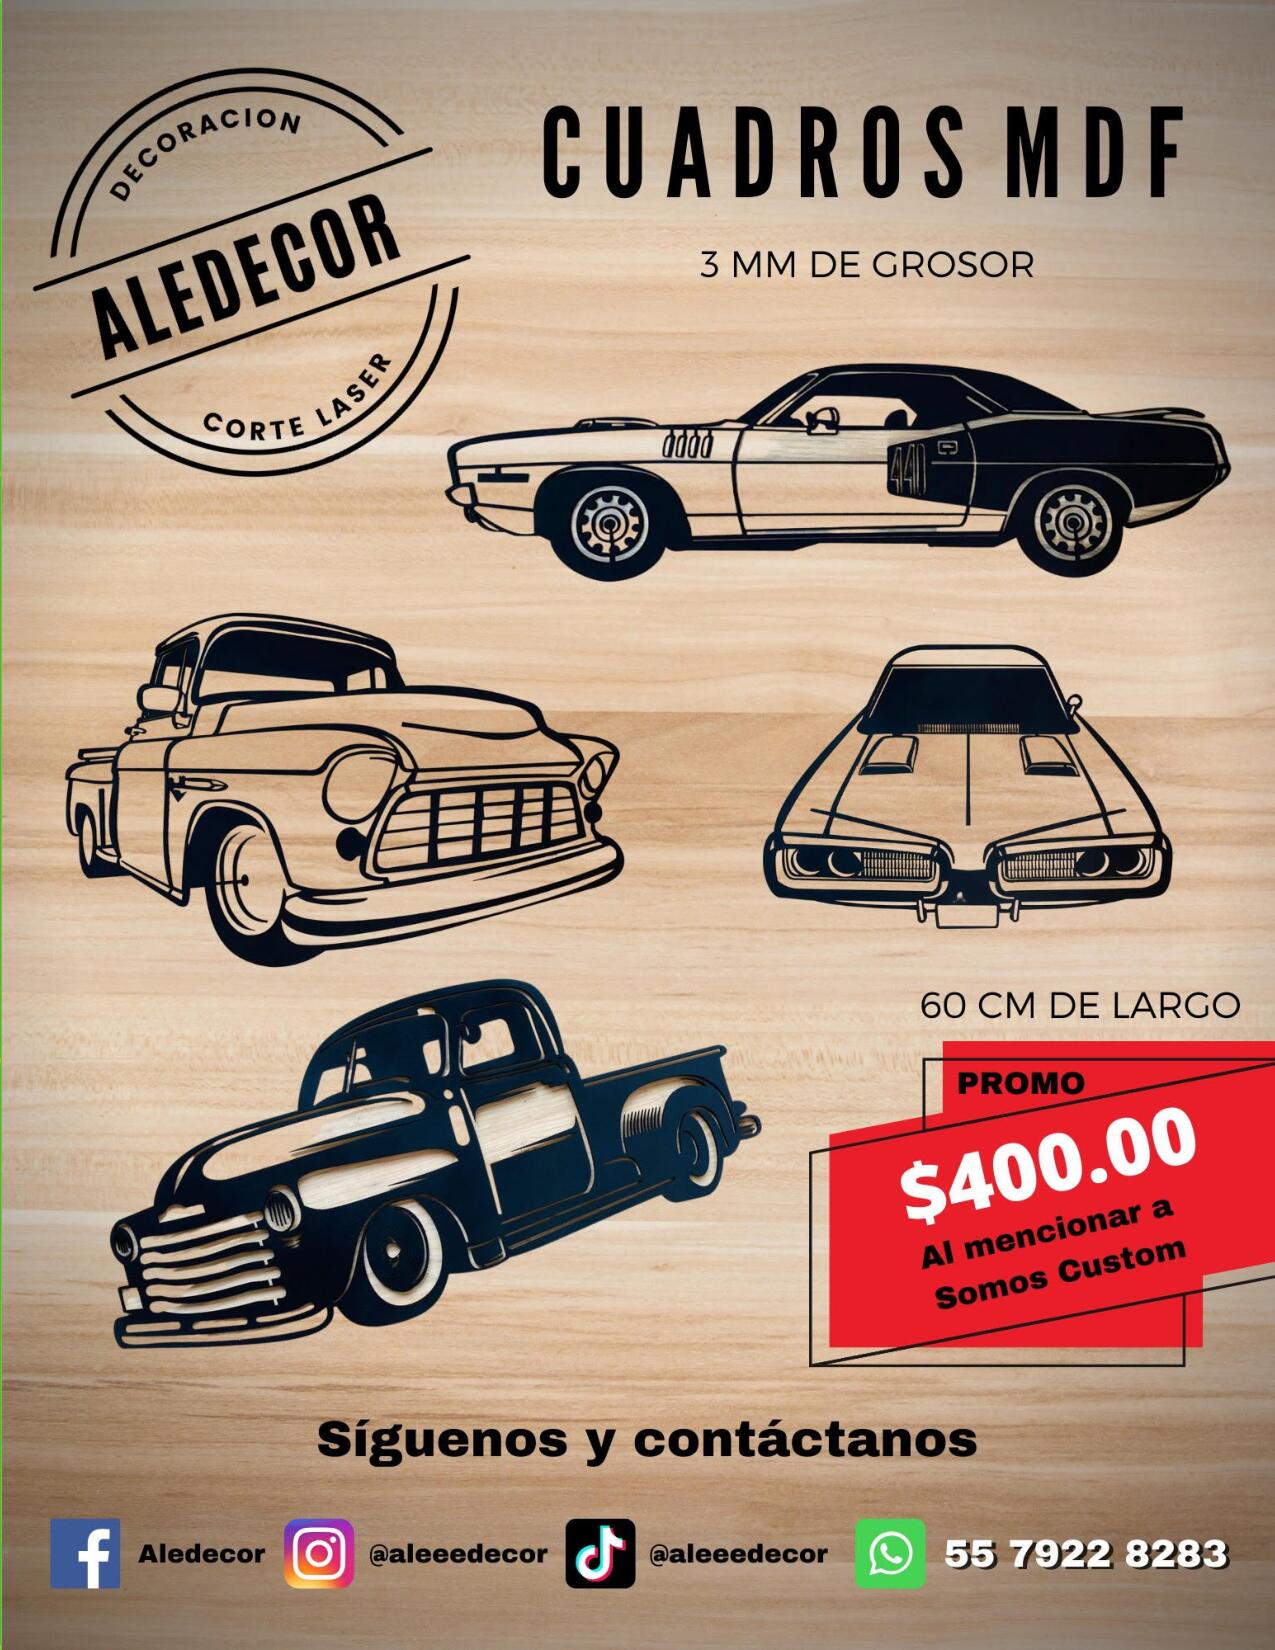 DECORACION
ALEDECOR
CORTE LASER
CUADROS MDF
3 MM DE GROSOR
440
60 CM DE LARGO
PROMO
$400.00
Al mencionar a
Somos Custom
Síguenos y contáctanos
Aledecor
@aleeedecor
@aleeedecor
55 7922 8283